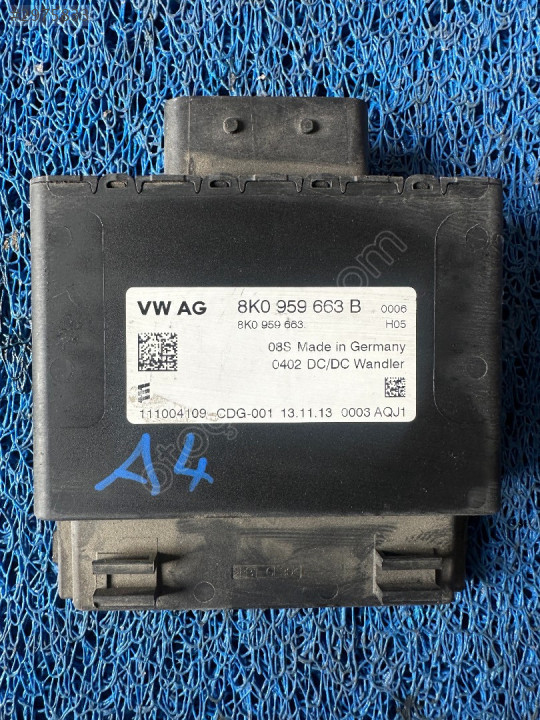 VW AG 8K0 959 663 B 0006
8K0 959 663. H05
08S Made in Germany
0402 DC/DC Wandler
111004109 -CDG-001 13.11.13 0003 AQJ1
A4